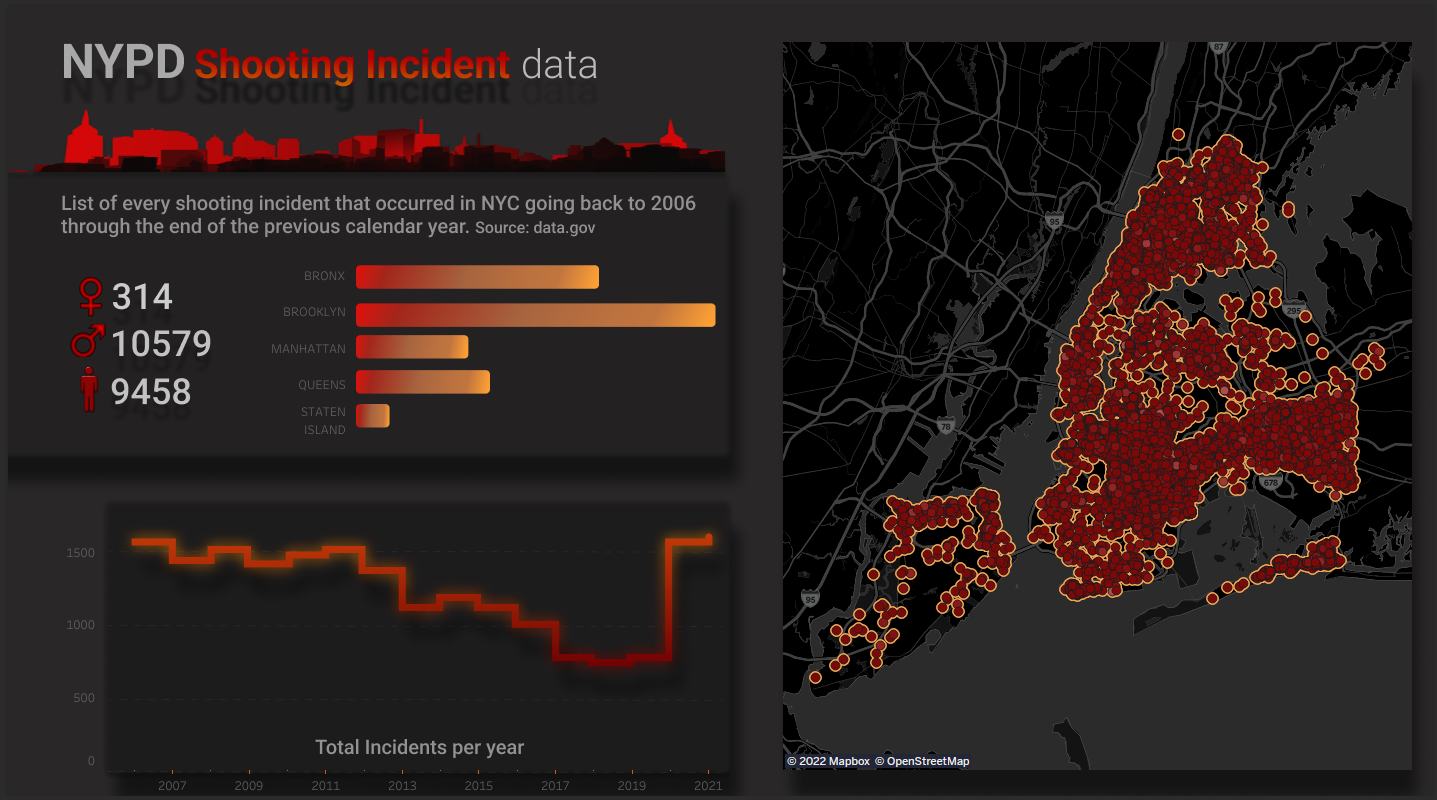 NYPD Shooting Incident data
List of every shooting incident that occurred in NYC going back to 2006
through the end of the previous calendar year. Source: data.gov
314
10579
9458
BRONX
BROOKLYN
MANHATTAN
QUEENS
STATEN
ISLAND
1500
1000
500
0
Total Incidents per year
2007
2009
2011
2013
2015
2017
2019
2021
87
95
295
78
678
95
© 2022 Mapbox © OpenStreetMap